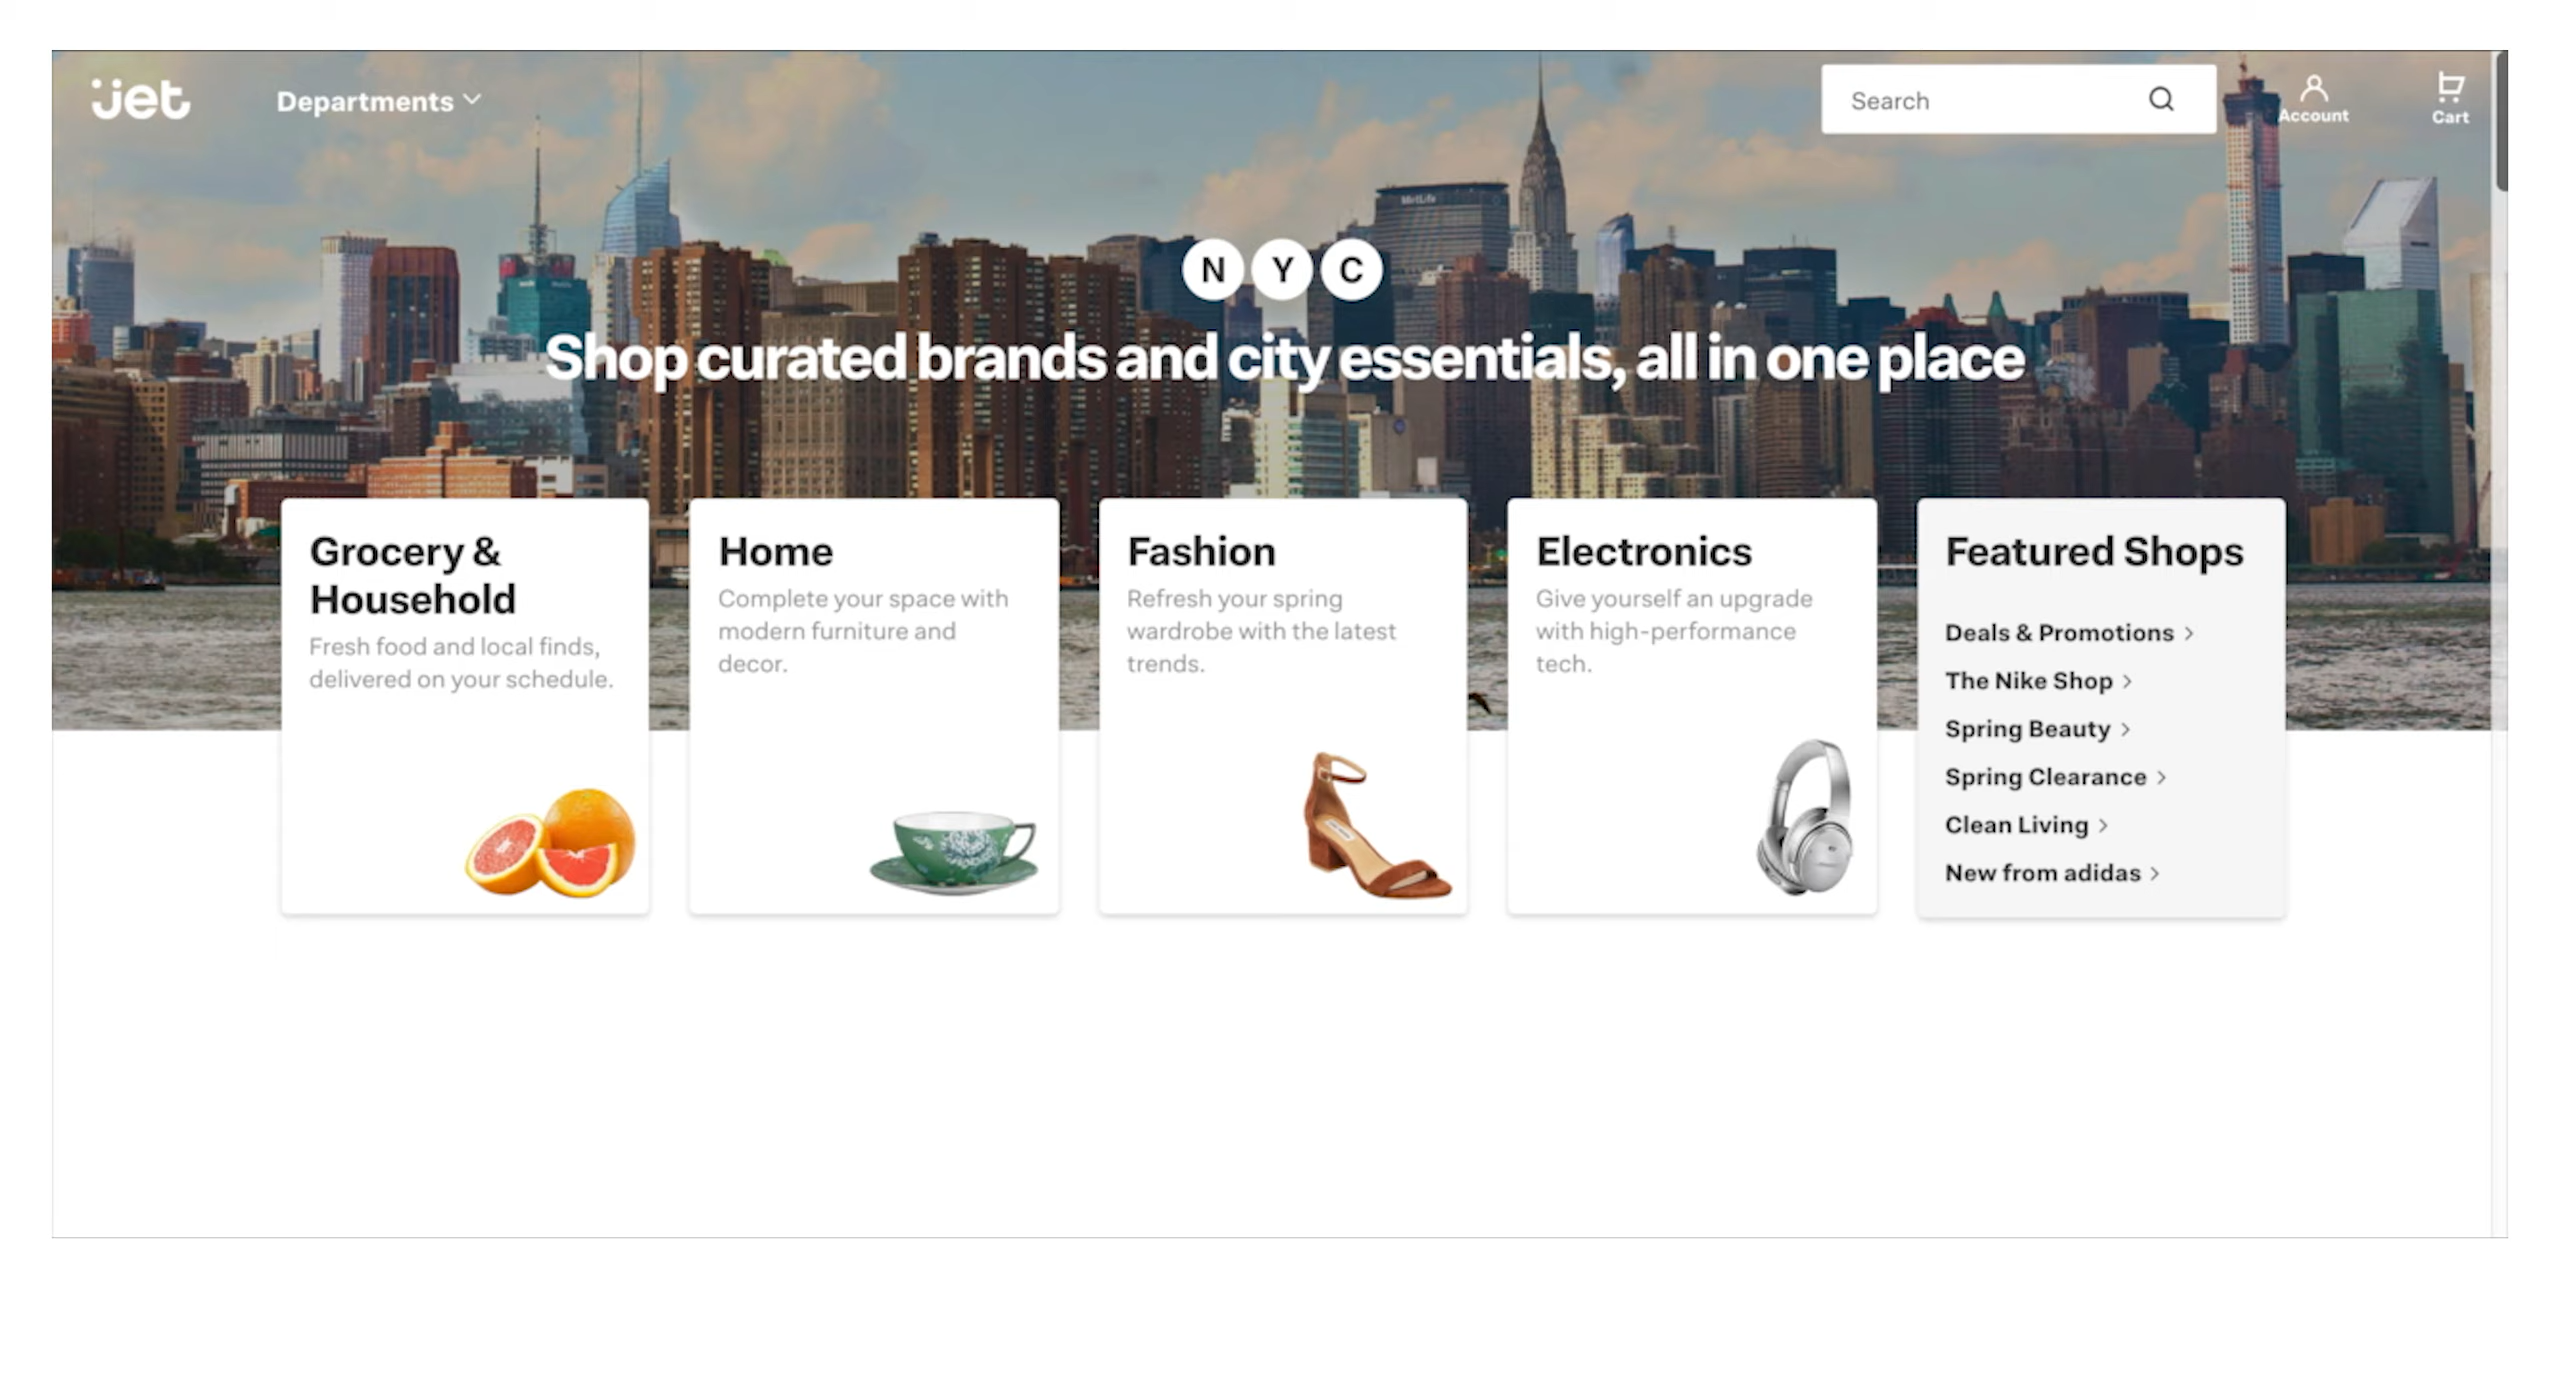 jet
Departments
Search
Account
Cart
MetLife
N Y C
Shop curated brands and city essentials, all in one place
Grocery &
Household
Fresh food and local finds,
delivered on your schedule.
Home
Complete your space with
modern furniture and
decor.
Fashion
Refresh your spring
wardrobe with the latest
trends.
Electronics
Give yourself an upgrade
with high-performance
tech.
Featured Shops
Deals & Promotions >
The Nike Shop >
Spring Beauty >
Spring Clearance >
Clean Living >
New from adidas >